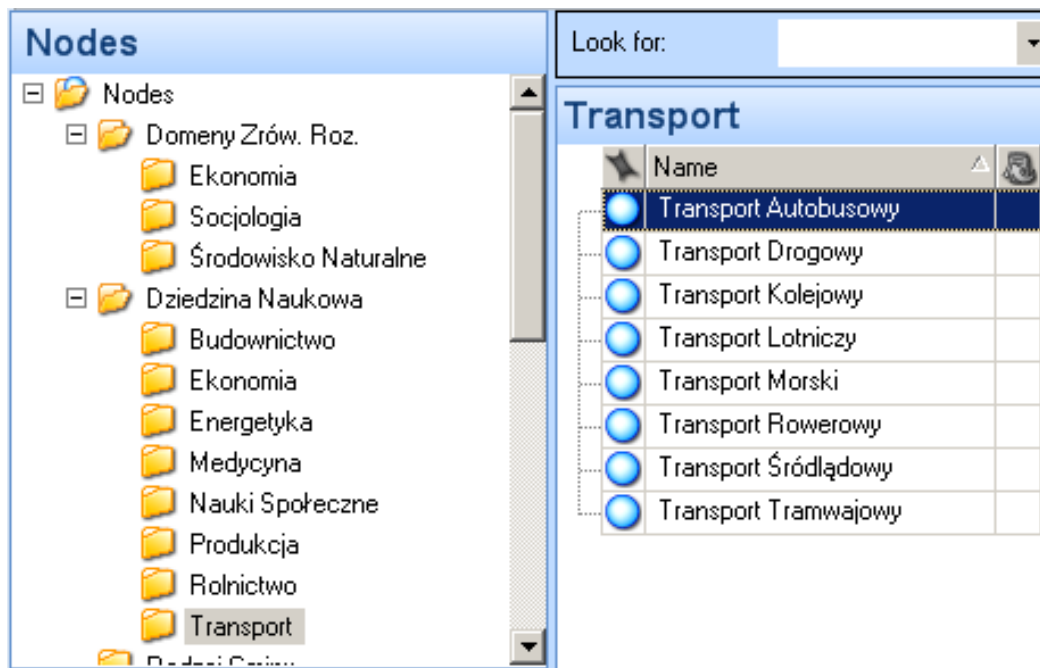 Nodes
Nodes
Domeny Zrów. Roz.
Ekonomia
Socjologia
Środowisko Naturalne
Dziedzina Naukowa
Budownictwo
Ekonomia
Energetyka
Medycyna
Nauki Społeczne
Produkcja
Rolnictwo
Transport
Look for:
Transport
Name
Transport Autobusowy
Transport Drogowy
Transport Kolejowy
Transport Lotniczy
Transport Morski
Transport Rowerowy
Transport Śródlądowy
Transport Tramwajowy